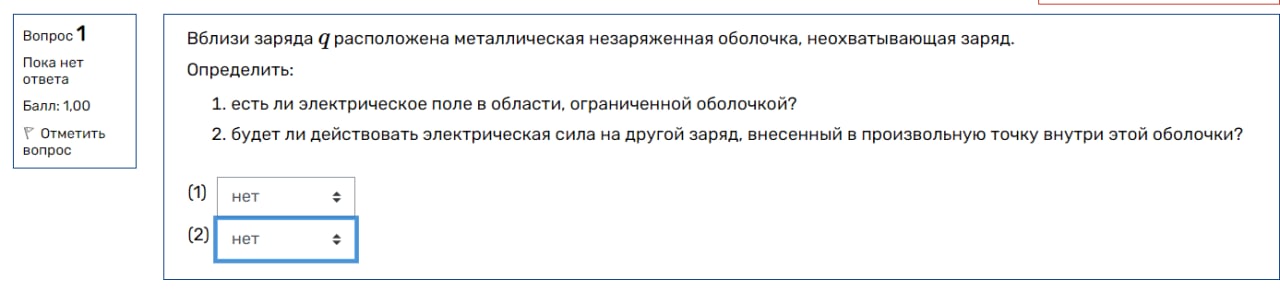 Вопрос 1
Пока нет
ответа
Балл: 1,00
Отметить
вопрос
Вблизи заряда q расположена металлическая незаряженная оболочка, неохватывающая заряд.
Определить:
1. есть ли электрическое поле в области, ограниченной оболочкой?
2. будет ли действовать электрическая сила на другой заряд, внесенный в произвольную точку внутри этой оболочки?
(1) нет
(2) нет